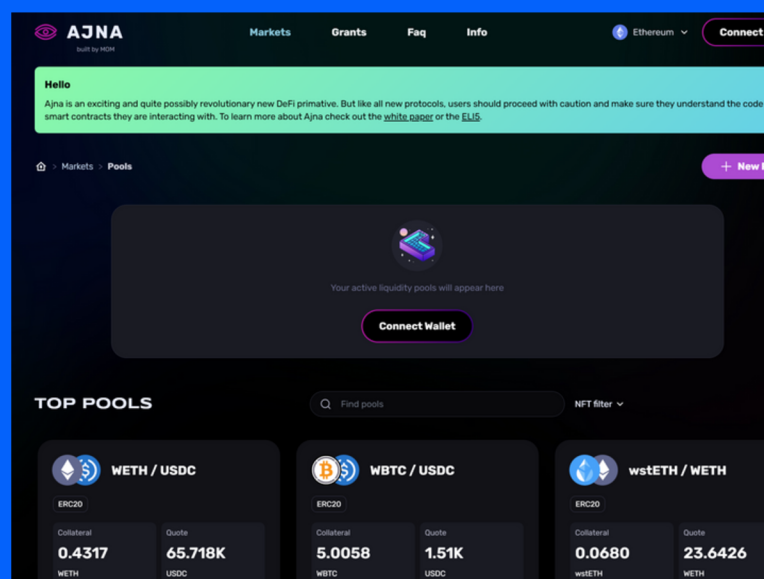 AJNA
built by MDM
Markets Grants Faq Info Ethereum Connect
Hello
Ajna is an exciting and quite possibly revolutionary new DeFi primative. But like all new protocols, users should proceed with caution and make sure they understand the code
smart contracts they are interacting with. To learn more about Ajna check out the white paper or the ELI5.
> Markets > Pools
+ New
Your active liquidity pools will appear here
Connect Wallet
TOP POOLS
Find pools
NFT filter
WETH / USDC
ERC20
Collateral Quote
0.4317 65.718K
WETH USDC
WBTC / USDC
ERC20
Collateral Quote
5.0058 1.51K
WBTC USDC
wstETH / WETH
ERC20
Collateral Quote
0.0680 23.6426
wstETH WETH